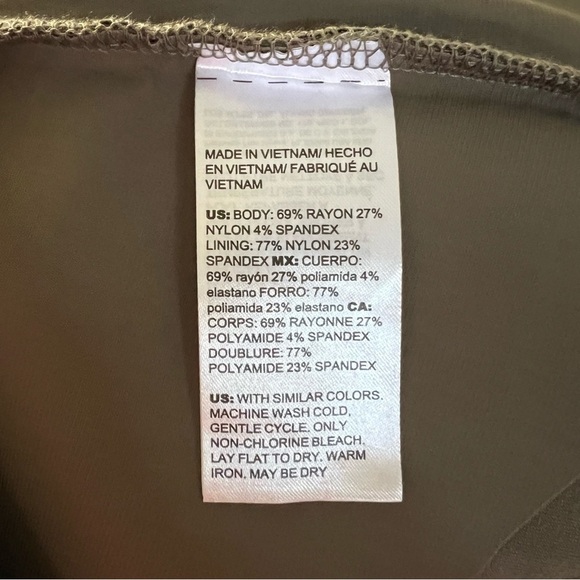 MADE IN VIETNAM/ HECHO
EN VIETNAM/ FABRIQUÉ AU
VIETNAM
US: BODY: 69% RAYON 27%
NYLON 4% SPANDEX
LINING: 77% NYLON 23%
SPANDEX MX: CUERPO:
69% rayón 27% poliamida 4%
elastano FORRO: 77%
poliamida 23% elastano CA:
CORPS: 69% RAYONNE 27%
POLYAMIDE 4% SPANDEX
DOUBLURE: 77%
POLYAMIDE 23% SPANDEX
US: WITH SIMILAR COLORS.
MACHINE WASH COLD,
GENTLE CYCLE. ONLY
NON-CHLORINE BLEACH.
LAY FLAT TO DRY. WARM
IRON. MAY BE DRY